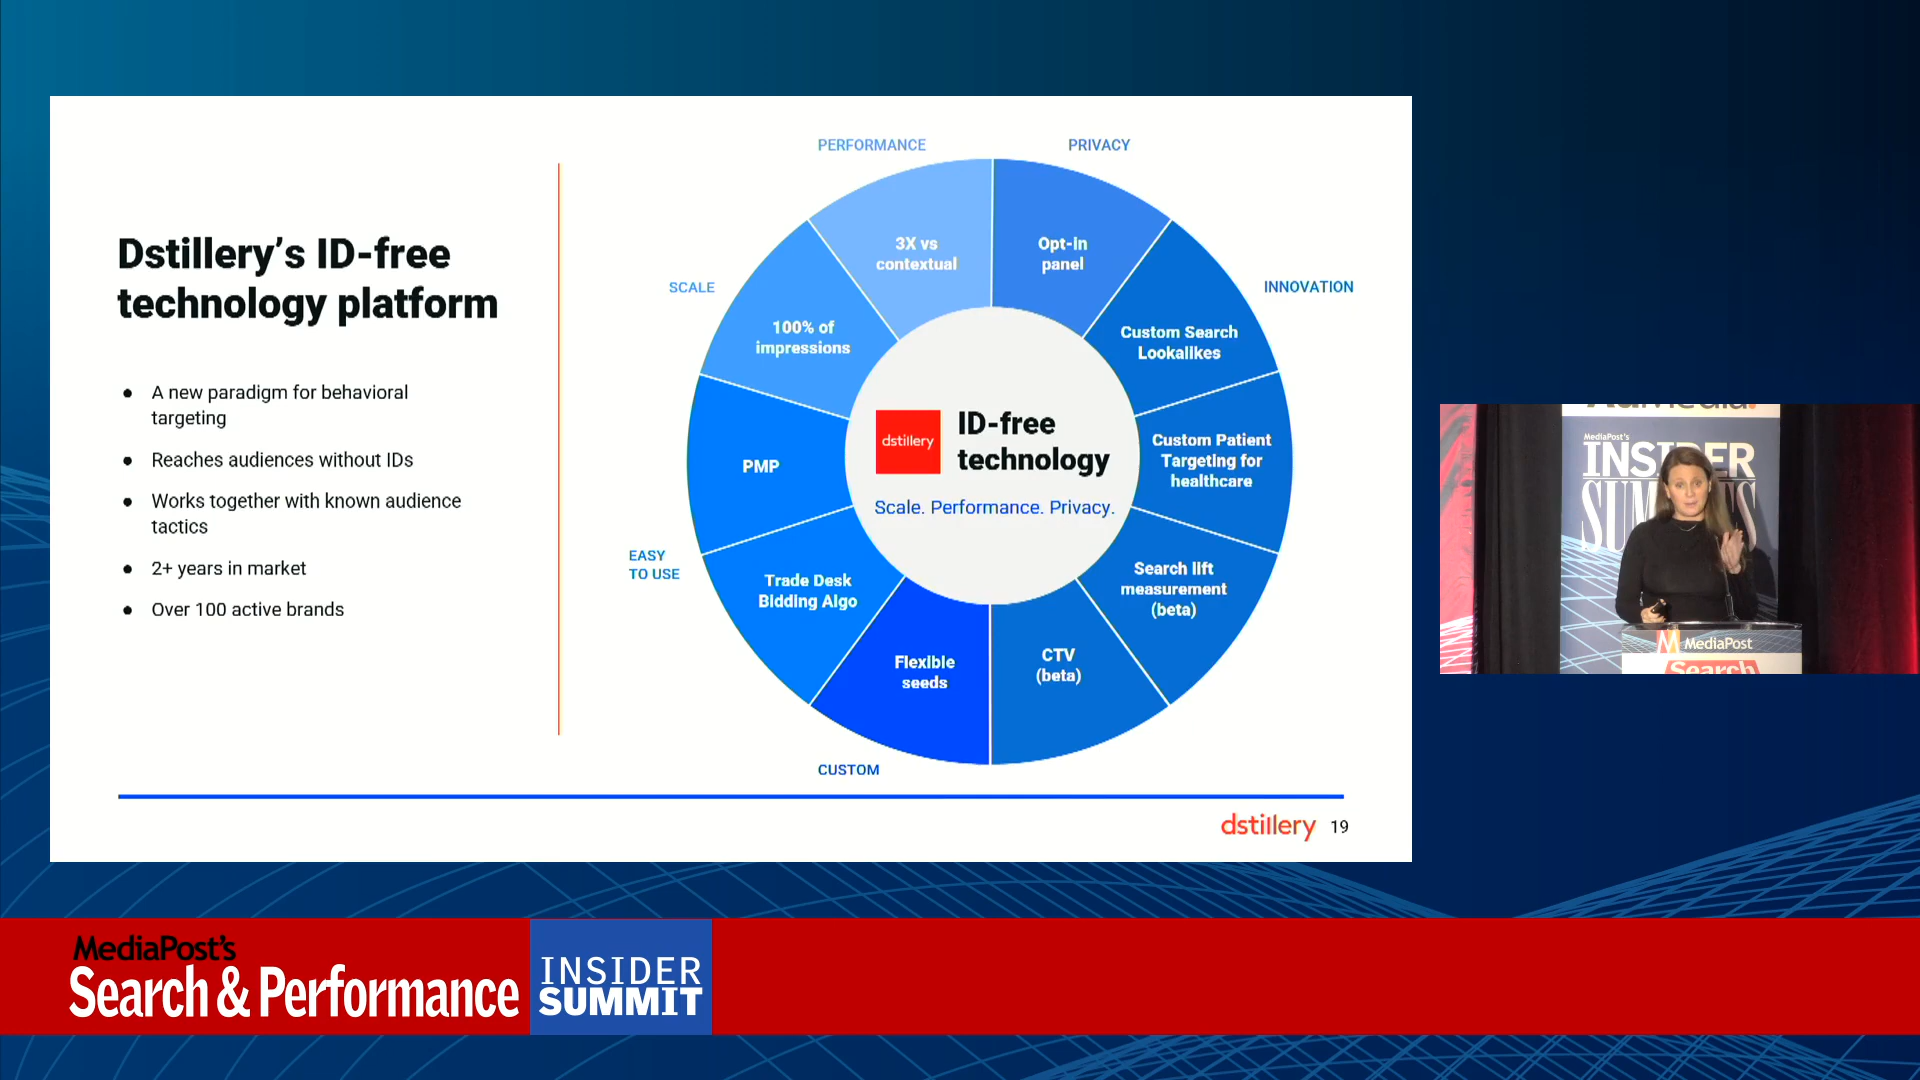 Dstillery's ID-free
technology platform
● A new paradigm for behavioral
targeting
● Reaches audiences without IDs
● Works together with known audience
tactics
● 2+ years in market
● Over 100 active brands
PERFORMANCE
PRIVACY
SCALE
INNOVATION
EASY
TO USE
CUSTOM
3X vs
contextual
Opt-in
panel
100% of
impressions
Custom Search
Lookalikes
PMP
Custom Patient
Targeting for
healthcare
Trade Desk
Bidding Algo
Search lift
measurement
(beta)
Flexible
seeds
CTV
(beta)
dstillery
ID-free
technology
Scale. Performance. Privacy.
dstillery 19
MediaPost's
INSIDER
MediaPost
Search
MediaPost's
Search & Performance
INSIDER
SUMMIT